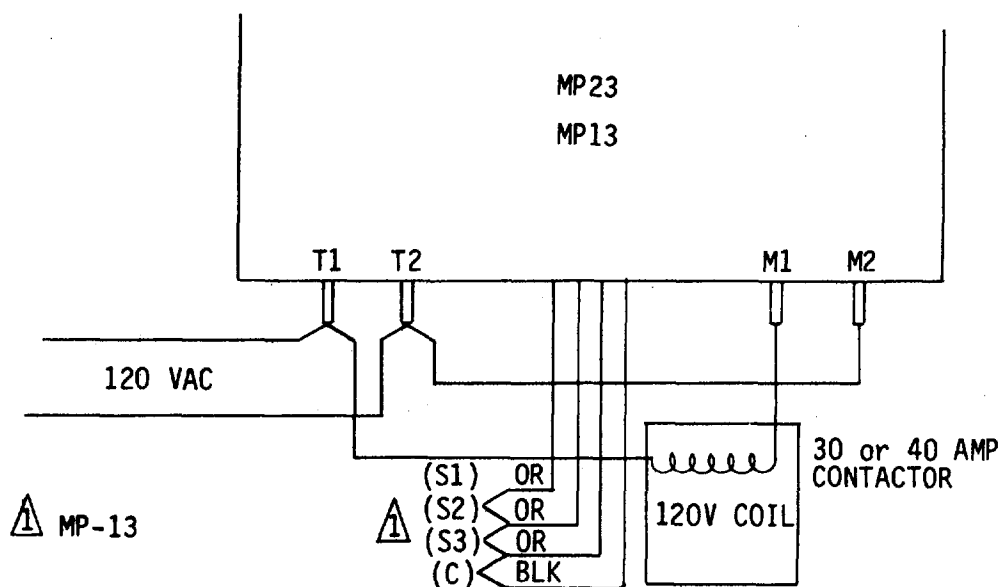 MP23
MP13
T1 T2 M1 M2
120 VAC
30 or 40 AMP
CONTACTOR
120V COIL
(S1) OR
(S2) OR
(S3) OR
(C) BLK
1
1 MP-13